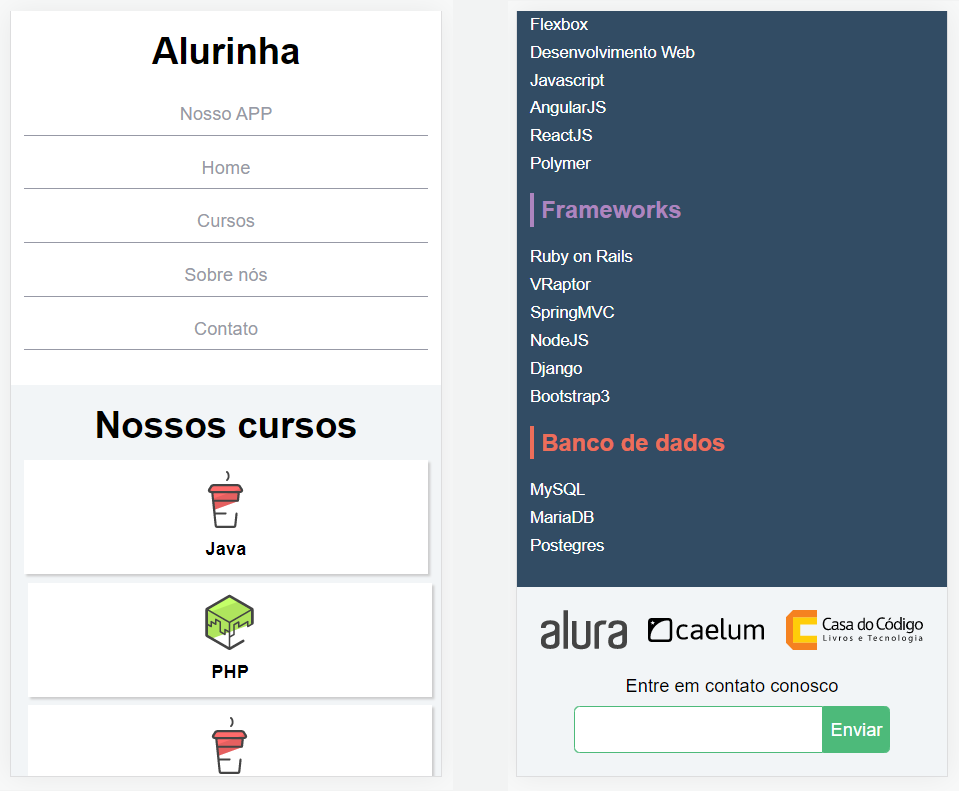 Alurinha
Nosso APP
Home
Cursos
Sobre nós
Contato
Nossos cursos
Java
PHP
Flexbox
Desenvolvimento Web
Javascript
AngularJS
ReactJS
Polymer
Frameworks
Ruby on Rails
VRaptor
SpringMVC
NodeJS
Django
Bootstrap3
Banco de dados
MySQL
MariaDB
Postegres
alura caelum Casa do Código
Livros e Tecnologia
Entre em contato conosco
Enviar